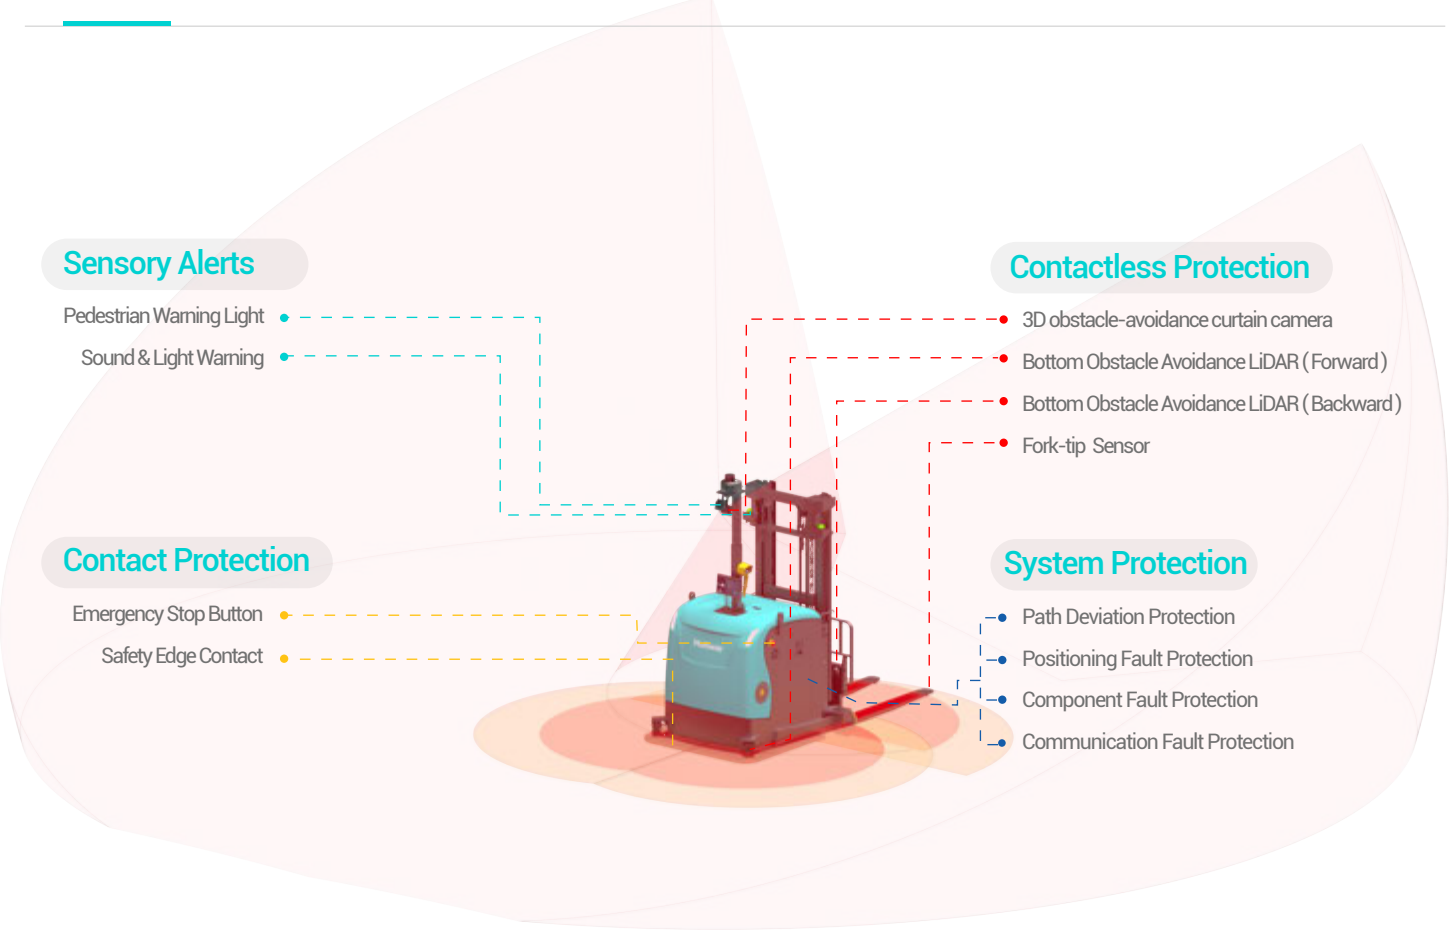 Sensory Alerts
Pedestrian Warning Light
Sound & Light Warning
Contact Protection
Emergency Stop Button
Safety Edge Contact
Contactless Protection
3D obstacle-avoidance curtain camera
Bottom Obstacle Avoidance LiDAR ( Forward )
Bottom Obstacle Avoidance LiDAR ( Backward )
Fork-tip Sensor
System Protection
Path Deviation Protection
Positioning Fault Protection
Component Fault Protection
Communication Fault Protection